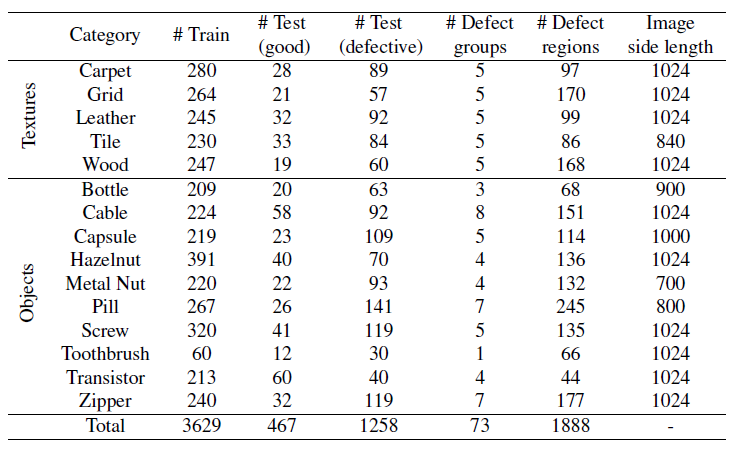 Category # Train # Test (good) # Test (defective) # Defect groups # Defect regions Image side length
Textures
Carpet 280 28 89 5 97 1024
Grid 264 21 57 5 170 1024
Leather 245 32 92 5 99 1024
Tile 230 33 84 5 86 840
Wood 247 19 60 5 168 1024
Objects
Bottle 209 20 63 3 68 900
Cable 224 58 92 8 151 1024
Capsule 219 23 109 5 114 1000
Hazelnut 391 40 70 4 136 1024
Metal Nut 220 22 93 4 132 700
Pill 267 26 141 7 245 800
Screw 320 41 119 5 135 1024
Toothbrush 60 12 30 1 66 1024
Transistor 213 60 40 4 44 1024
Zipper 240 32 119 7 177 1024
Total 3629 467 1258 73 1888 -